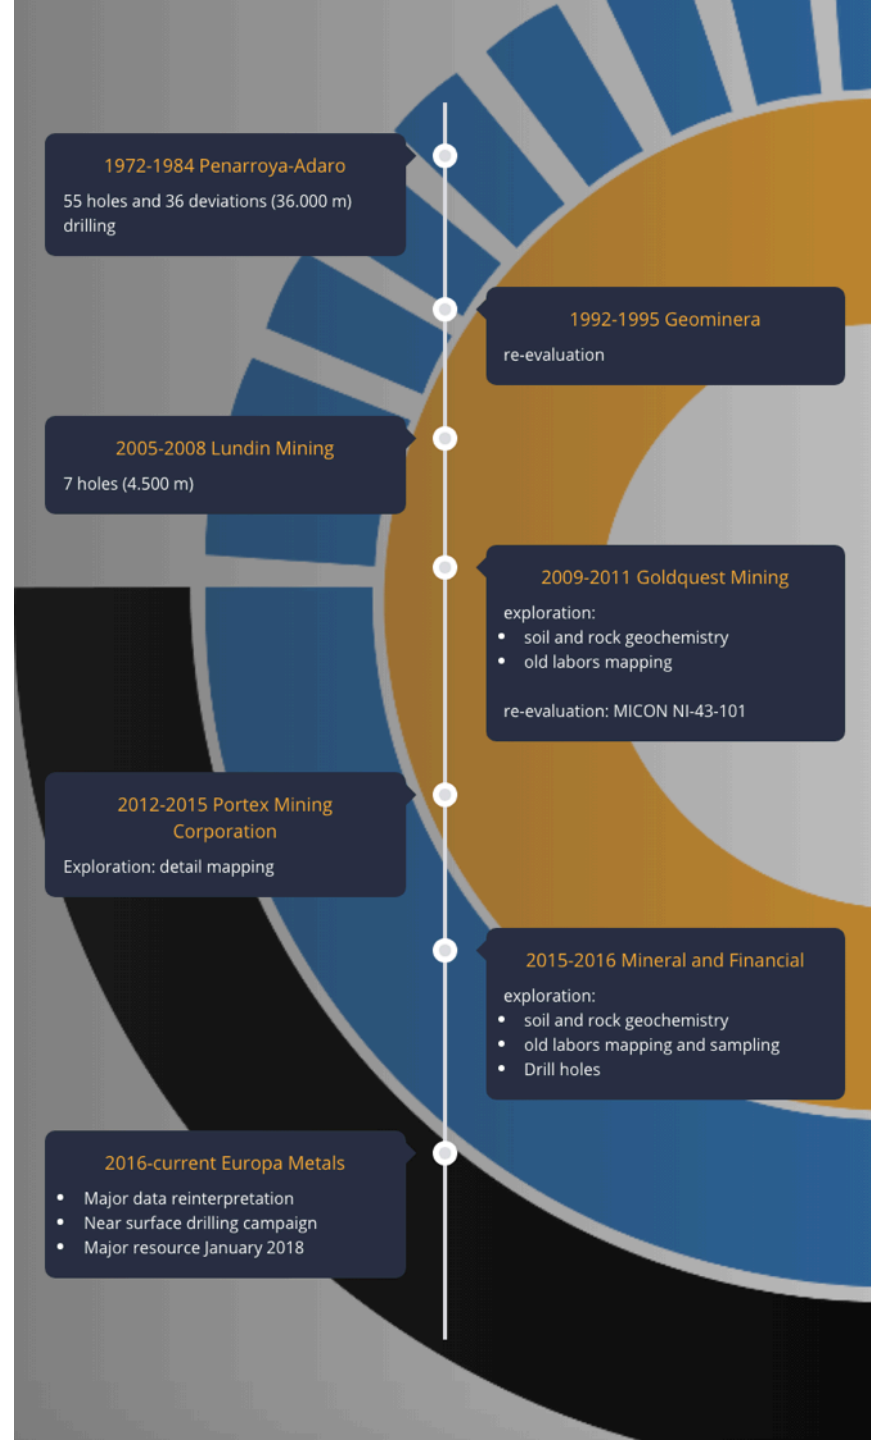 1972-1984 Penarroya-Adaro
55 holes and 36 deviations (36.000 m)
drilling
1992-1995 Geominera
re-evaluation
2005-2008 Lundin Mining
7 holes (4.500 m)
2009-2011 Goldquest Mining
exploration:
• soil and rock geochemistry
• old labors mapping
re-evaluation: MICON NI-43-101
2012-2015 Portex Mining
Corporation
Exploration: detail mapping
2015-2016 Mineral and Financial
exploration:
• soil and rock geochemistry
• old labors mapping and sampling
• Drill holes
2016-current Europa Metals
• Major data reinterpretation
• Near surface drilling campaign
• Major resource January 2018